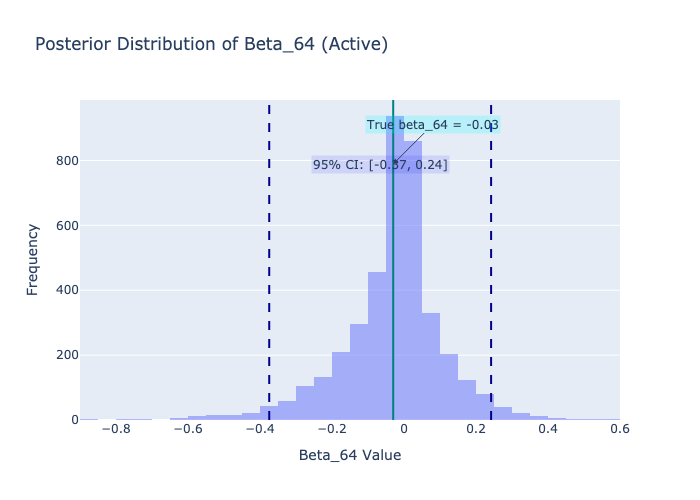 Posterior Distribution of Beta_64 (Active)
True beta_64 = -0.03
95% CI: [-0.37, 0.24]
Frequency
800
600
400
200
0
−0.8 −0.6 −0.4 −0.2 0 0.2 0.4 0.6
Beta_64 Value